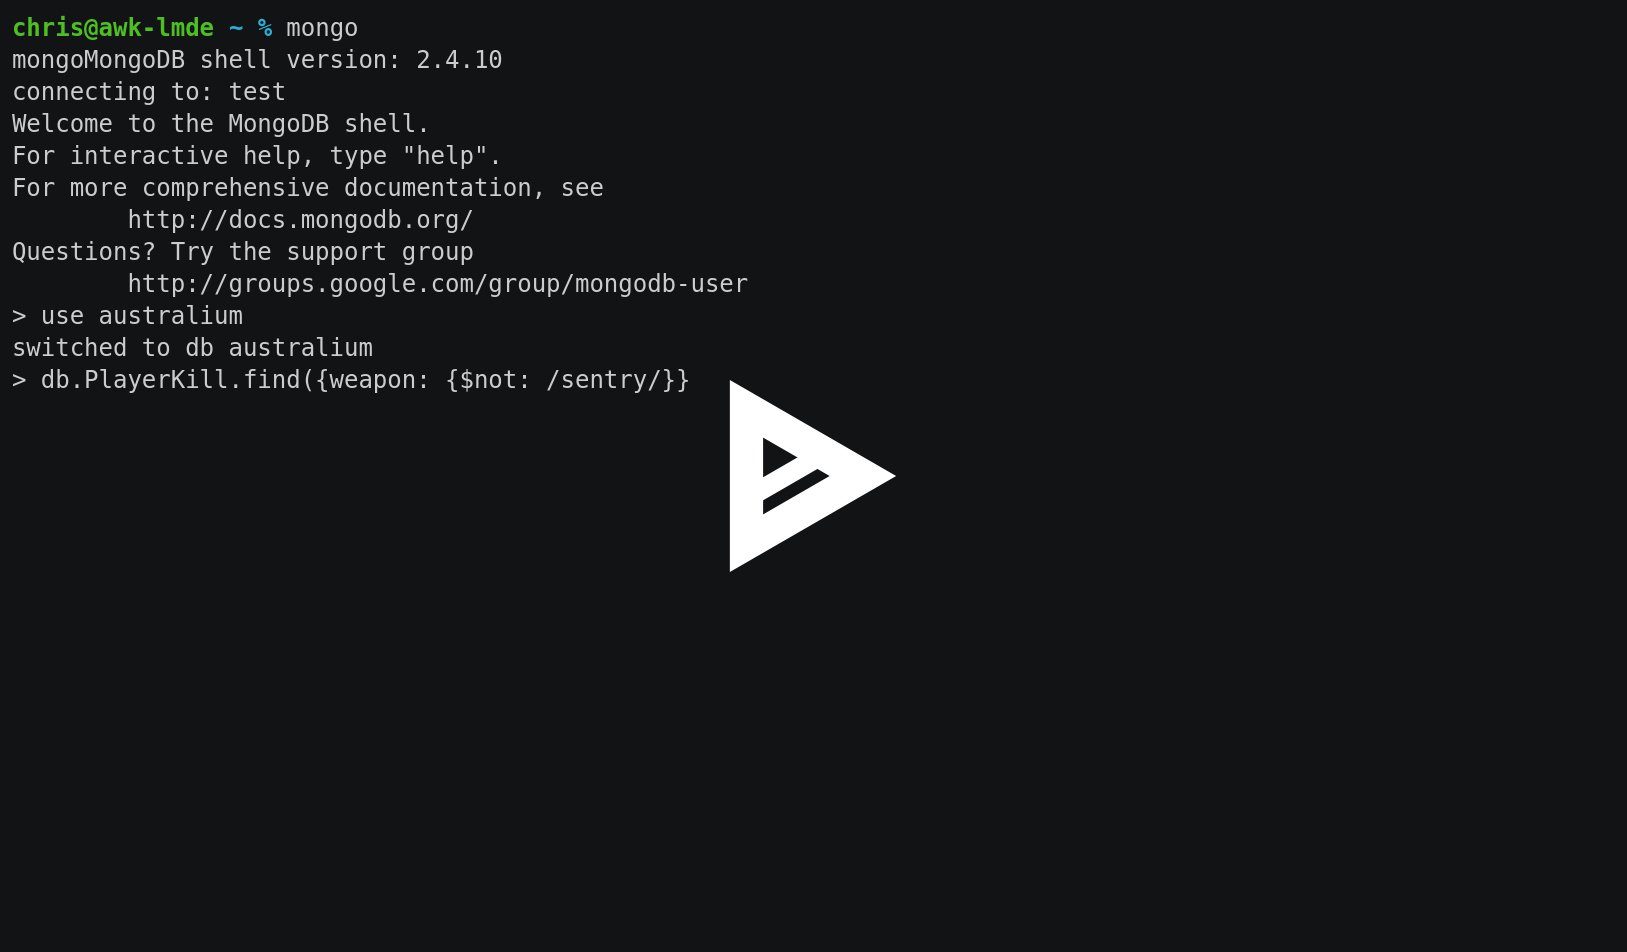 chris@awk-lmde ~ % mongo
mongoMongoDB shell version: 2.4.10
connecting to: test
Welcome to the MongoDB shell.
For interactive help, type "help".
For more comprehensive documentation, see
        http://docs.mongodb.org/
Questions? Try the support group
        http://groups.google.com/group/mongodb-user
> use australium
switched to db australium
> db.PlayerKill.find({weapon: {$not: /sentry/}}